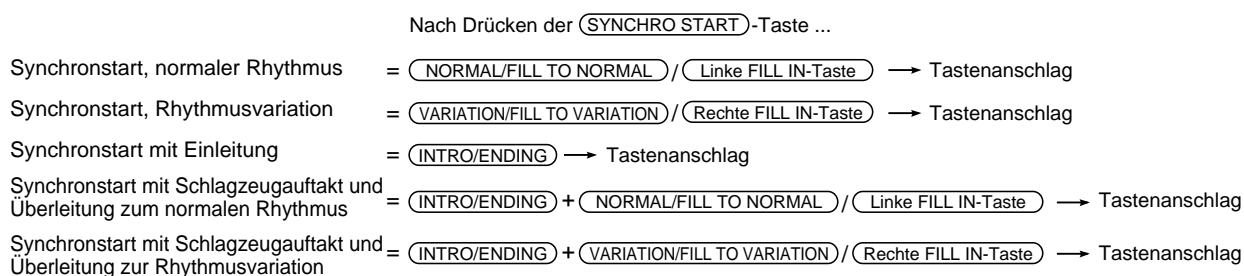 Nach Drücken der SYNCHRO START-Taste ...
Synchronstart, normaler Rhythmus = NORMAL/FILL TO NORMAL / Linke FILL IN-Taste → Tastenanschlag
Synchronstart, Rhythmusvariation = VARIATION/FILL TO VARIATION / Rechte FILL IN-Taste → Tastenanschlag
Synchronstart mit Einleitung = INTRO/ENDING → Tastenanschlag
Synchronstart mit Schlagzeugauftakt und
Überleitung zum normalen Rhythmus = INTRO/ENDING + NORMAL/FILL TO NORMAL / Linke FILL IN-Taste → Tastenanschlag
Synchronstart mit Schlagzeugauftakt und
Überleitung zur Rhythmusvariation = INTRO/ENDING + VARIATION/FILL TO VARIATION / Rechte FILL IN-Taste → Tastenanschlag